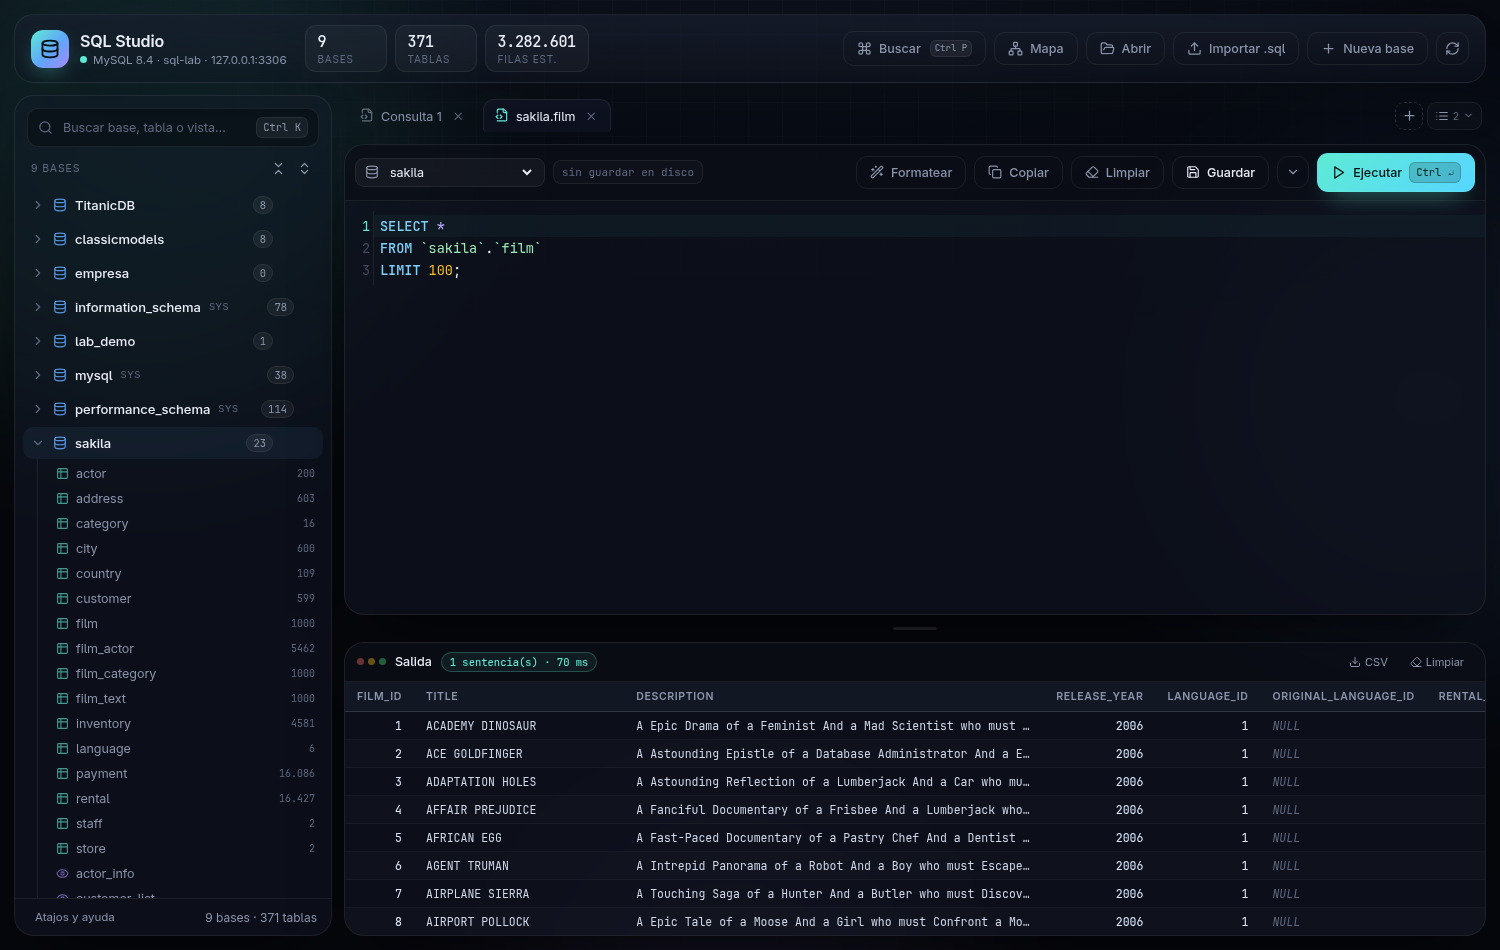 SQL Studio
MySQL 8.4 · sql-lab · 127.0.0.1:3306
9
BASES
371
TABLAS
3.282.601
FILAS EST.
Buscar Ctrl P
Mapa
Abrir
Importar .sql
Nueva base
Buscar base, tabla o vista... Ctrl K
9 BASES
TitanicDB 8
classicmodels 8
empresa 0
information_schema SYS 78
lab_demo 1
mysql SYS 38
performance_schema SYS 114
sakila 23
actor 200
address 603
category 16
city 600
country 109
customer 599
film 1000
film_actor 5462
film_category 1000
film_text 1000
inventory 4581
language 6
payment 16.086
rental 16.427
staff 2
store 2
actor_info
customer_list
Atajos y ayuda 9 bases · 371 tablas
Consulta 1
sakila.film
2
sakila
sin guardar en disco
Formatear
Copiar
Limpiar
Guardar
Ejecutar Ctrl ↵
1 SELECT *
2 FROM `sakila`.`film`
3 LIMIT 100;
Salida 1 sentencia(s) · 70 ms CSV Limpiar
FILM_ID TITLE DESCRIPTION RELEASE_YEAR LANGUAGE_ID ORIGINAL_LANGUAGE_ID RENTAL_
1 ACADEMY DINOSAUR A Epic Drama of a Feminist And a Mad Scientist who must … 2006 1 NULL
2 ACE GOLDFINGER A Astounding Epistle of a Database Administrator And a E… 2006 1 NULL
3 ADAPTATION HOLES A Astounding Reflection of a Lumberjack And a Car who mu… 2006 1 NULL
4 AFFAIR PREJUDICE A Fanciful Documentary of a Frisbee And a Lumberjack who… 2006 1 NULL
5 AFRICAN EGG A Fast-Paced Documentary of a Pastry Chef And a Dentist … 2006 1 NULL
6 AGENT TRUMAN A Intrepid Panorama of a Robot And a Boy who must Escape… 2006 1 NULL
7 AIRPLANE SIERRA A Touching Saga of a Hunter And a Butler who must Discov… 2006 1 NULL
8 AIRPORT POLLOCK A Epic Tale of a Moose And a Girl who must Confront a Mo… 2006 1 NULL